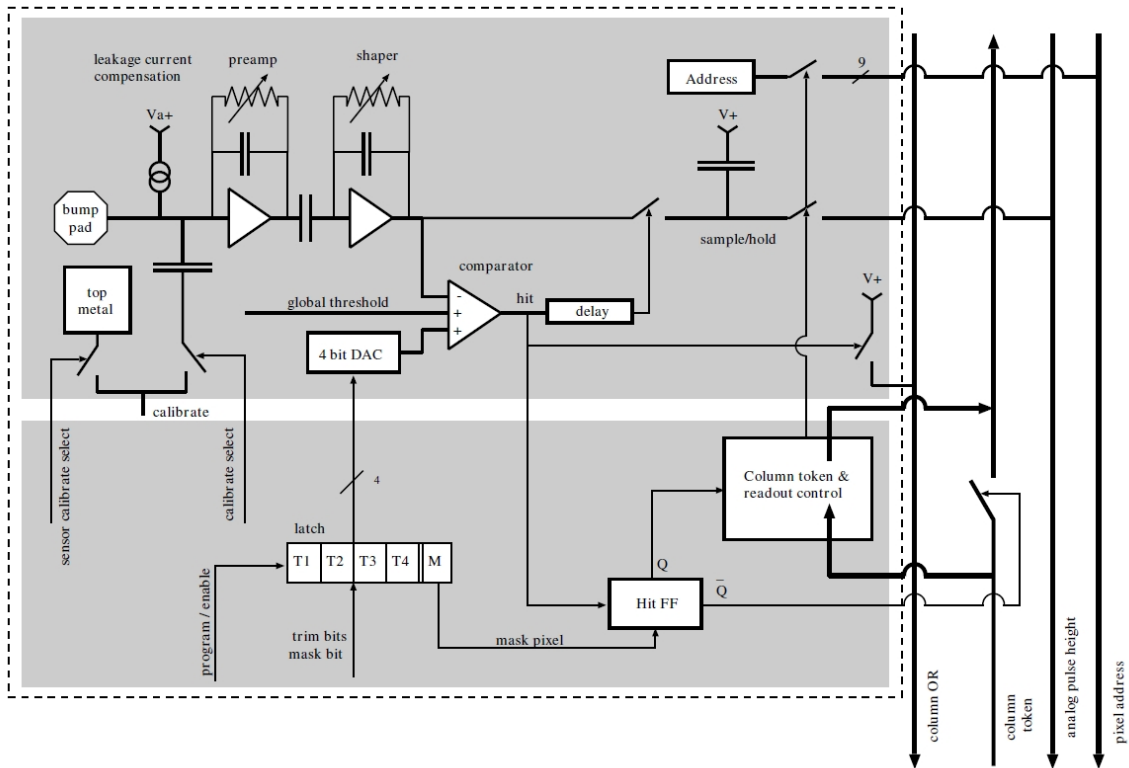 leakage current
compensation
preamp
shaper
Address
9
Va+
V+
bump
pad
sample/hold
top
metal
comparator
V+
global threshold
-
+
+
hit
delay
4 bit DAC
calibrate
sensor calibrate select
calibrate select
4
Column token &
readout control
latch
T1 T2 T3 T4 M
Q
Q̅
Hit FF
program / enable
trim bits
mask bit
mask pixel
column OR
column
token
analog pulse height
pixel address